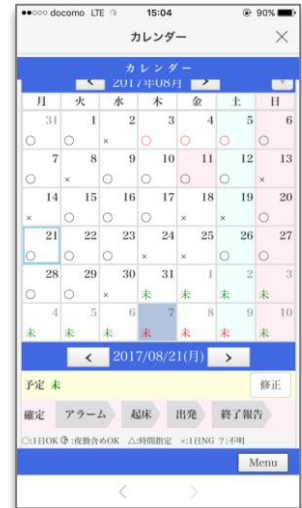 docomo LTE 15:04 90%
カレンダー ×
カレンダー
< 2017年08月 > +
月 火 水 木 金 土 日
31 1 2 3 4 5 6
○ ○ × ○ ○ ○ ○
7 8 9 10 11 12 13
○ × ○ ○ ○ ○ ×
14 15 16 17 18 19 20
× ○ ○ ○ × × ○
21 22 23 24 25 26 27
○ ○ ○ × × ○ ○
28 29 30 31 1 2 3
○ ○ × 未 未 未 未
4 5 6 7 8 9 10
未 未 未 未 未 未 未
< 2017/08/21(月) >
予定 未 修正
確定 アラーム 起床 出発 終了報告
○:1日OK :夜勤含めOK △:時間指定 ×:1日NG ?:不明
Menu
< >